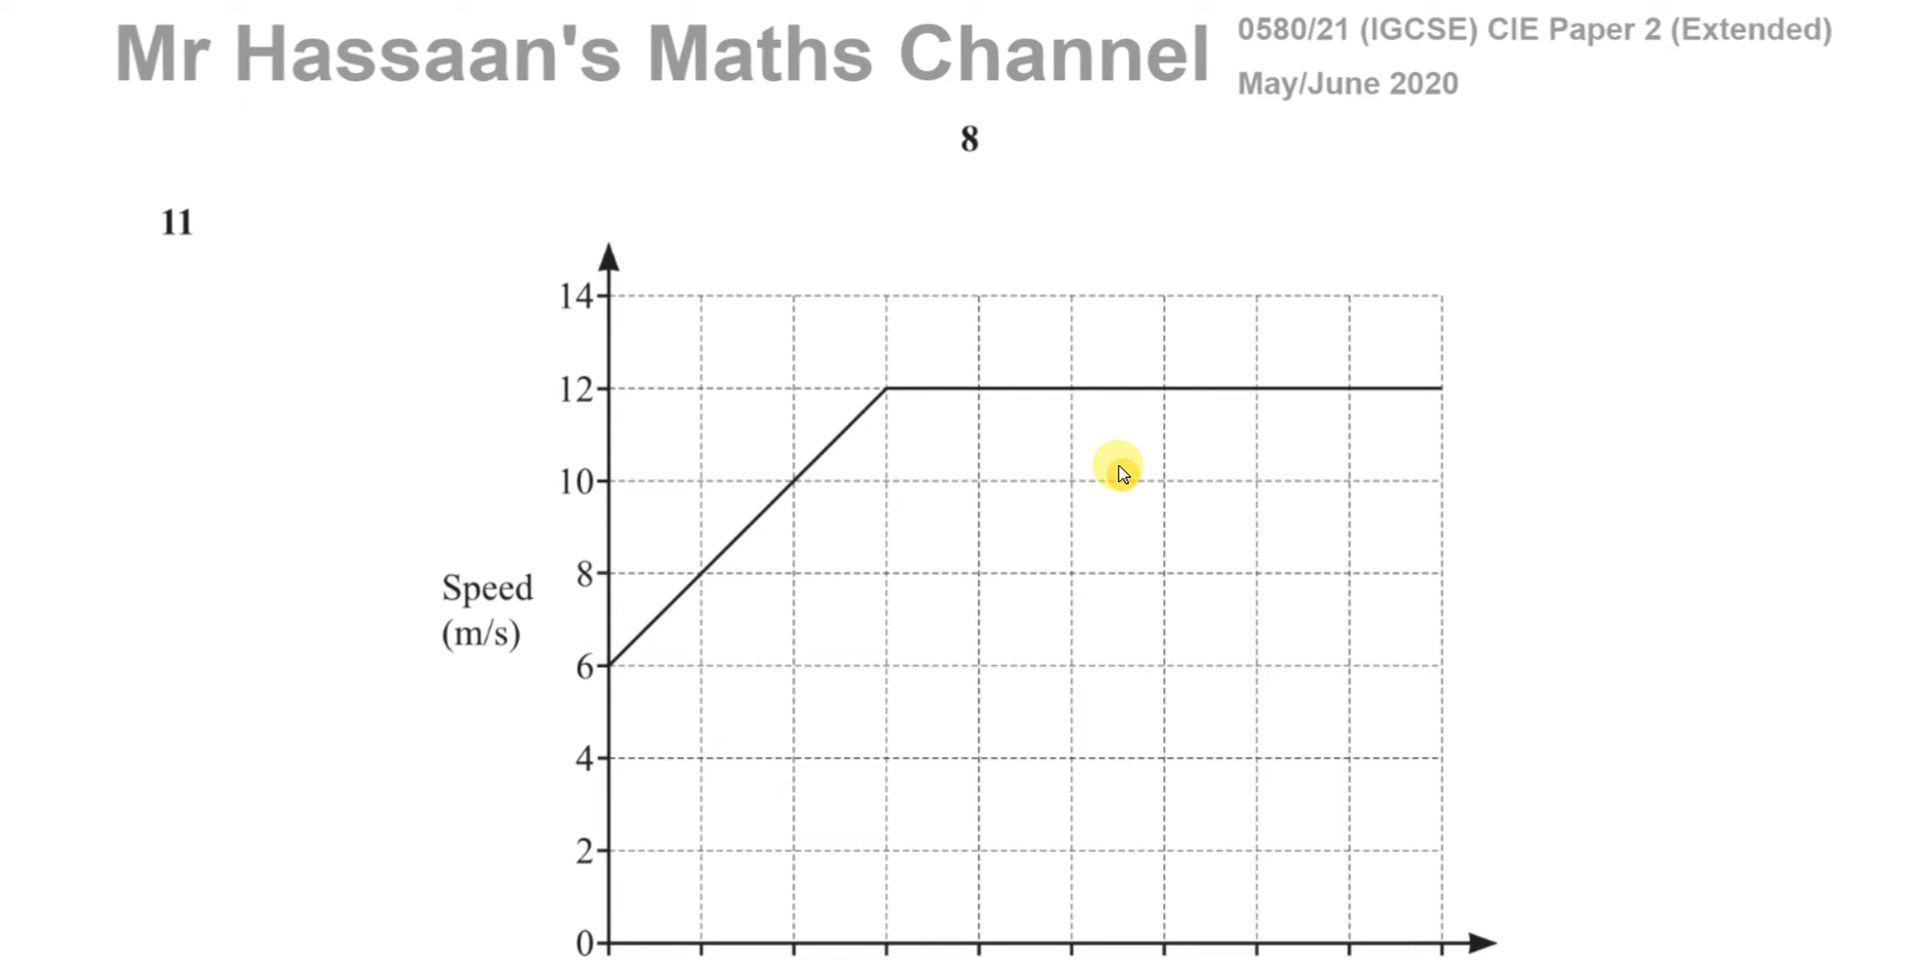 Mr Hassaan's Maths Channel
0580/21 (IGSCE) CIE Paper 2 (Extended)
May/June 2020
8
11
14
12
10
8
Speed
(m/s)
6
4
2
0